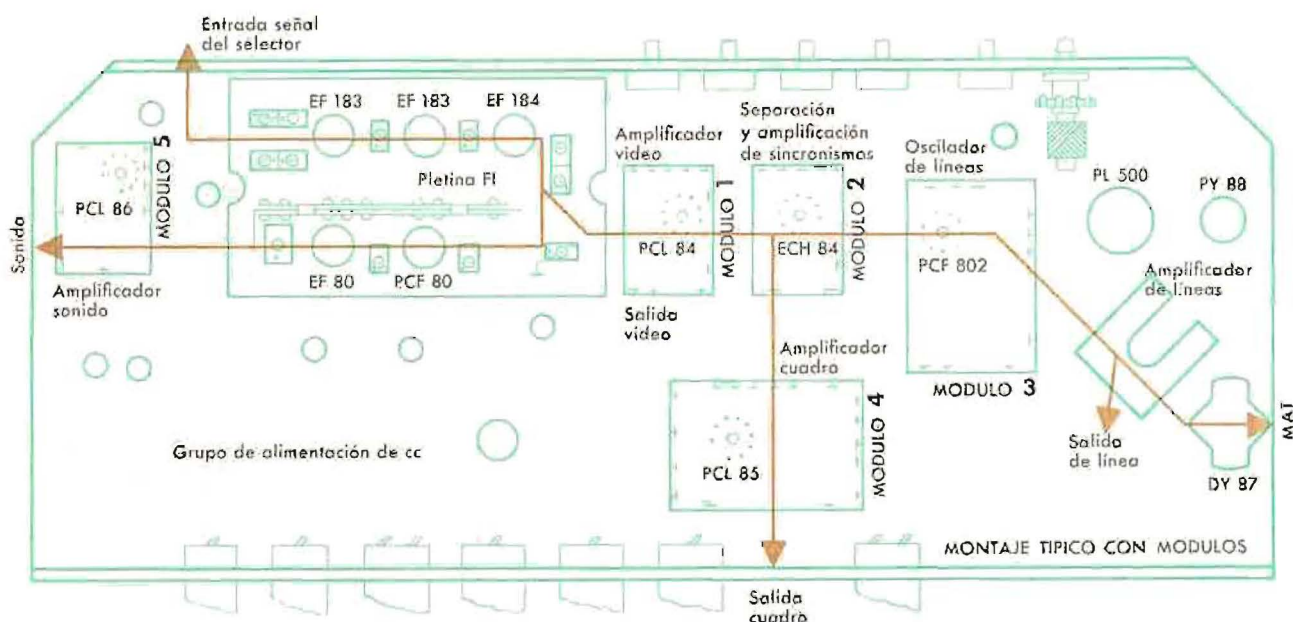 Entrada señal
del selector
EF 183
EF 183
EF 184
Pletina FI
EF 80
PCF 80
PCL 86
MODULO 5
Sonido
Amplificador
sonido
Amplificador
video
PCL 84
MODULO 1
Salida
video
Separación
y amplificación
de sincronismos
ECH 84
MODULO 2
Oscilador
de líneas
PCF 802
MODULO 3
PL 500
PY 88
Amplificador
de líneas
Amplificador
cuadro
PCL 85
MODULO 4
Salida
de línea
MAT
DY 87
Grupo de alimentación de cc
MONTAJE TIPICO CON MODULOS
Salida
cuadro